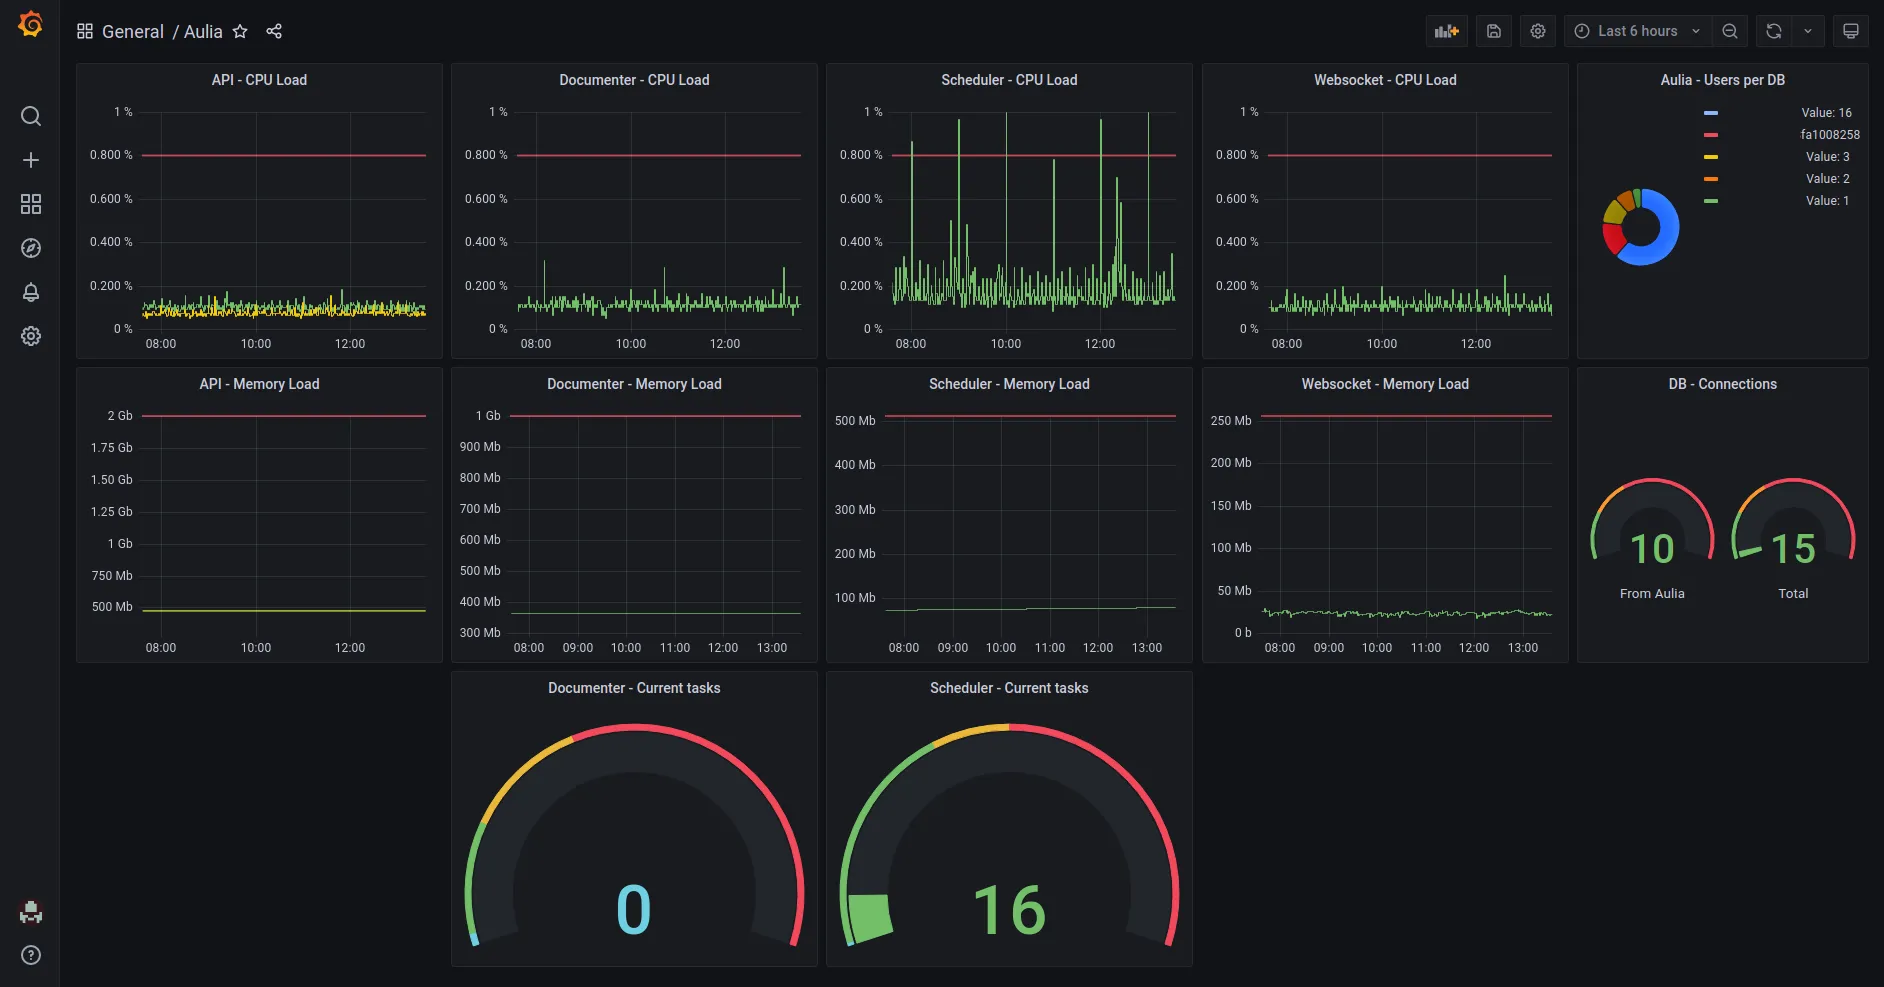 General / Aulia
Last 6 hours
API - CPU Load
1 %
0.800 %
0.600 %
0.400 %
0.200 %
0 %
08:00 10:00 12:00
Documenter - CPU Load
1 %
0.800 %
0.600 %
0.400 %
0.200 %
0 %
08:00 10:00 12:00
Scheduler - CPU Load
1 %
0.800 %
0.600 %
0.400 %
0.200 %
0 %
08:00 10:00 12:00
Websocket - CPU Load
1 %
0.800 %
0.600 %
0.400 %
0.200 %
0 %
08:00 10:00 12:00
Aulia - Users per DB
Value: 16
fa1008258
Value: 3
Value: 2
Value: 1
API - Memory Load
2 Gb
1.75 Gb
1.50 Gb
1.25 Gb
1 Gb
750 Mb
500 Mb
08:00 10:00 12:00
Documenter - Memory Load
1 Gb
900 Mb
800 Mb
700 Mb
600 Mb
500 Mb
400 Mb
300 Mb
08:00 09:00 10:00 11:00 12:00 13:00
Scheduler - Memory Load
500 Mb
400 Mb
300 Mb
200 Mb
100 Mb
08:00 09:00 10:00 11:00 12:00 13:00
Websocket - Memory Load
250 Mb
200 Mb
150 Mb
100 Mb
50 Mb
0 b
08:00 09:00 10:00 11:00 12:00 13:00
DB - Connections
10 15
From Aulia Total
Documenter - Current tasks
0
Scheduler - Current tasks
16